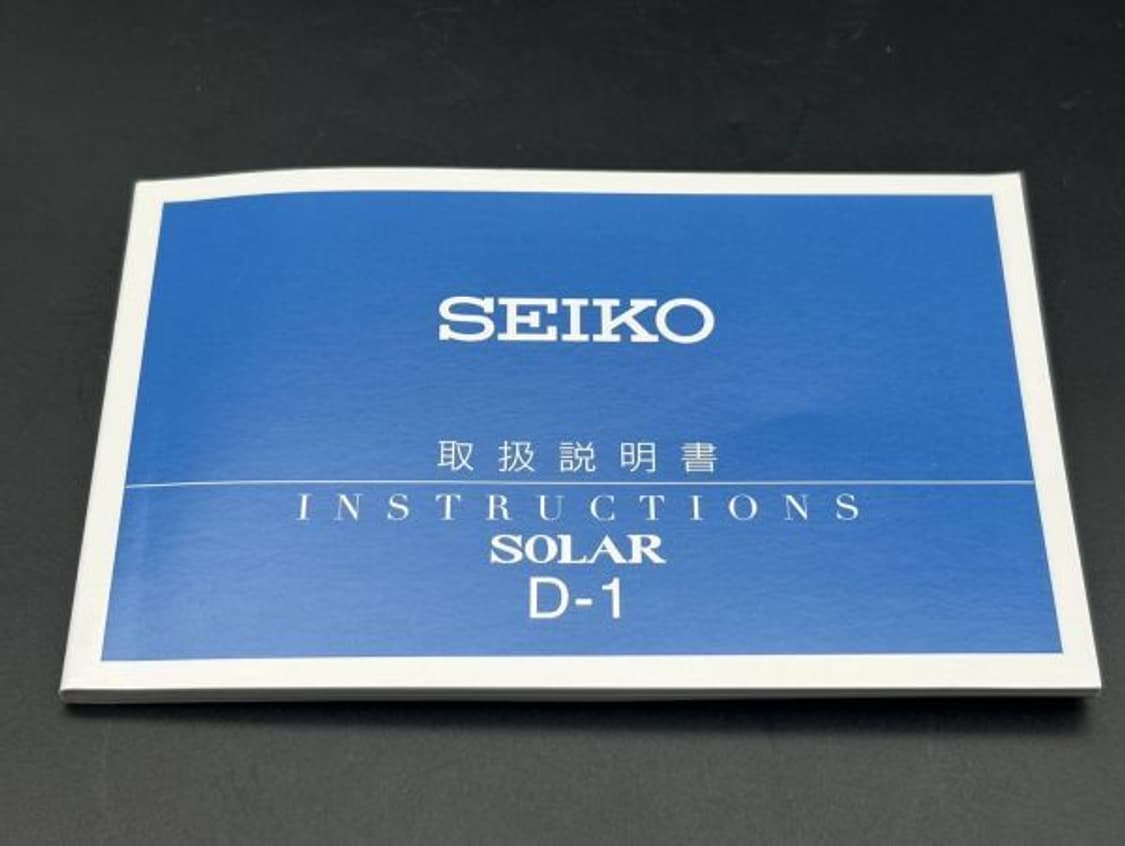 SEIKO
取扱説明書
INSTRUCTIONS
SOLAR
D-1